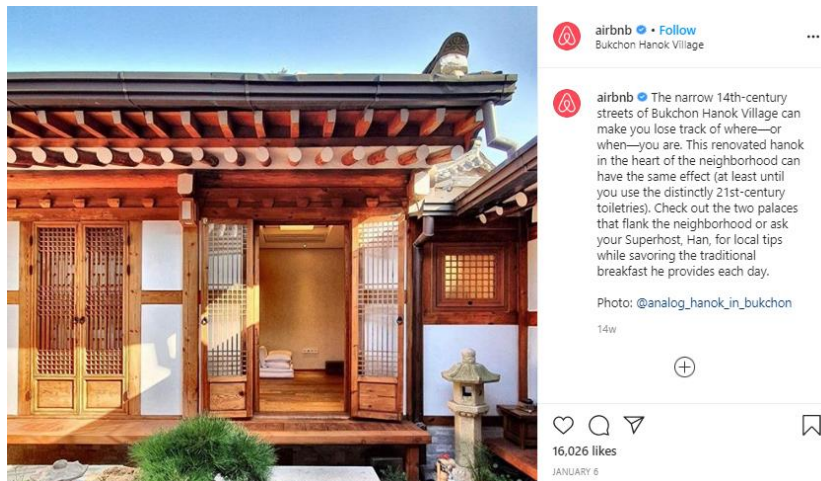 airbnb • Follow
Bukchon Hanok Village
airbnb The narrow 14th-century
streets of Bukchon Hanok Village can
make you lose track of where—or
when—you are. This renovated hanok
in the heart of the neighborhood can
have the same effect (at least until
you use the distinctly 21st-century
toiletries). Check out the two palaces
that flank the neighborhood or ask
your Superhost, Han, for local tips
while savoring the traditional
breakfast he provides each day.
Photo: @analog_hanok_in_bukchon
14w
16,026 likes
JANUARY 6